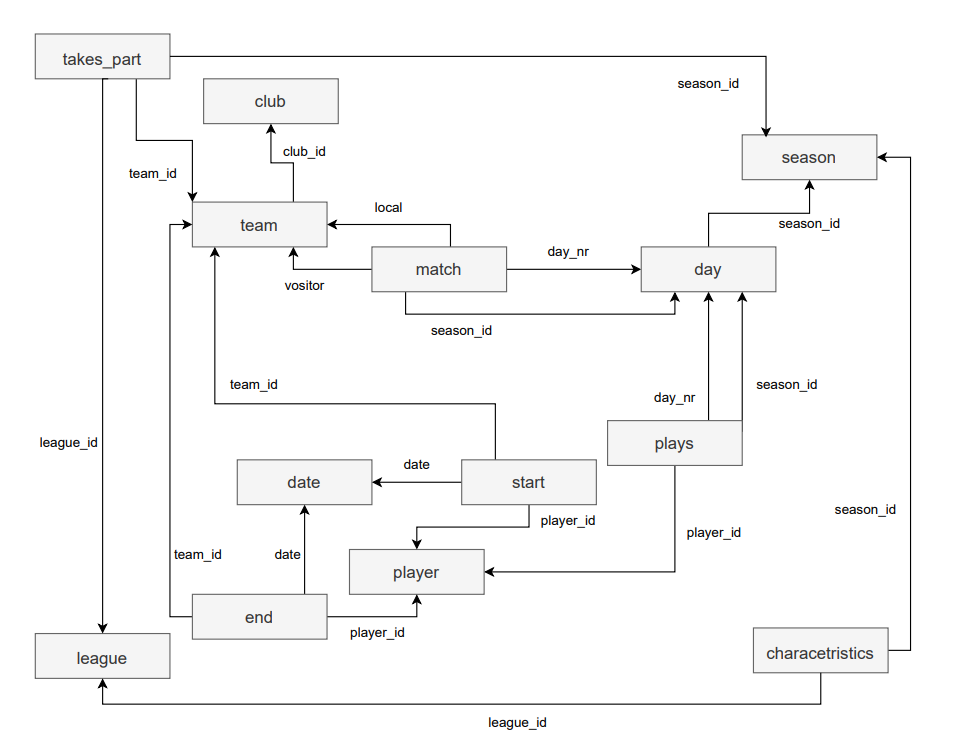 takes_part
season_id
club
club_id
season
team_id
team
local
season_id
match
day_nr
day
vositor
season_id
team_id
day_nr
season_id
league_id
plays
date
date
start
season_id
player_id
player_id
team_id
date
player
end
player_id
league
characetristics
league_id